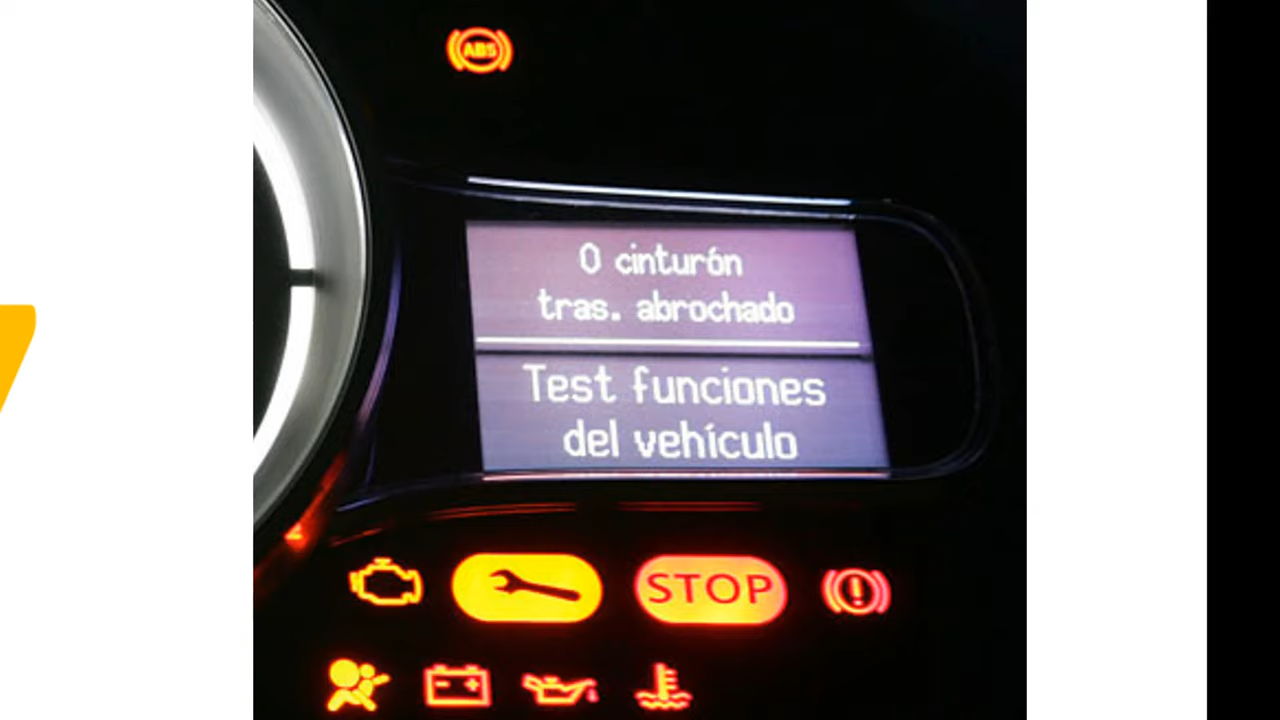 ABS
0 cinturón
tras. abrochado
Test funciones
del vehículo
STOP